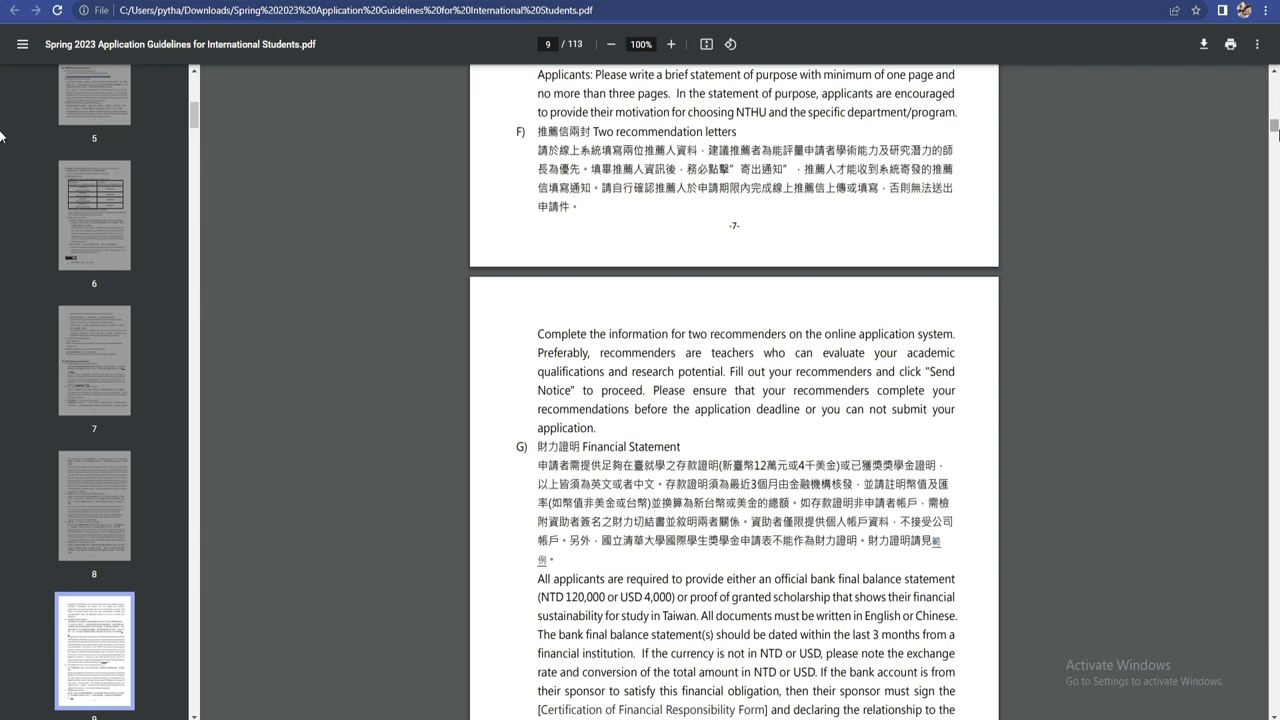 File
C:/Users/pytha/Downloads/Spring%202023%20Application%20Guidelines%20for%20International%20Students.pdf
Spring 2023 Application Guidelines for International Students.pdf
9 / 113
100%
5
6
7
8
9
Applicants: Please write a brief statement of purpose with minimum of one page and
no more than three pages. In the statement of purpose, applicants are encouraged
to provide their motivation for choosing NTHU and the specific department/program.
F) 推薦信兩封 Two recommendation letters
請於線上系統填寫兩位推薦人資料，建議推薦者為能評量申請者學術能力及研究潛力的師
長為優先。填畢推薦人資訊後，務必點擊" 寄出通知" ，推薦人才能收到系統寄發的推薦
信填寫通知。請自行確認推薦人於申請期限內完成線上推薦信上傳或填寫，否則無法送出
申請件。
-7-
Complete the information for two recommenders on the online application system.
Preferably, recommenders are teachers who can evaluate your academic
qualifications and research potential. Fill out your recommenders and click "Send
to proceed. Please ensure that your recommenders complete your
recommendations before the application deadline or you can not submit your
application.
G) 財力證明 Financial Statement
申請者需提供足夠在臺就學之存款證明(新臺幣12萬元或4千美金)或已獲獎獎學金證明，
以上皆須為英文或者中文。存款證明須為最近3個月由金融機構核發，並請註明幣值及匯
率(如幣值非美金或台幣)並換算為新台幣或美金的總額。如存款證明非申請者帳戶，需檢
附資助者簽名之財力切結書並敘明兩者關係。資助者僅能提供個人帳戶資料，不接受公司
帳戶。另外，國立清華大學國際學生獎學金申請表不能作為財力證明。財力證明請見範
例。
All applicants are required to provide either an official bank final balance statement
(NTD 120,000 or USD 4,000) or proof of granted scholarship that shows their financial
sustainability for study in Taiwan. All proofs must be written in English or Chinese
The bank final balance statement(s) should be dated within the last 3 months from a
financial institution. If the currency is not in NTD or USD, please note the exchange
rate and conversion of the total amount in NTD or USD. If the bank account is from
their sponsor to satisfy this financial obligation, then their sponsor must sign the
[Certification of Financial Responsibility Form] and declaring the relationship to the
Activate Windows
Go to Settings to activate Windows.